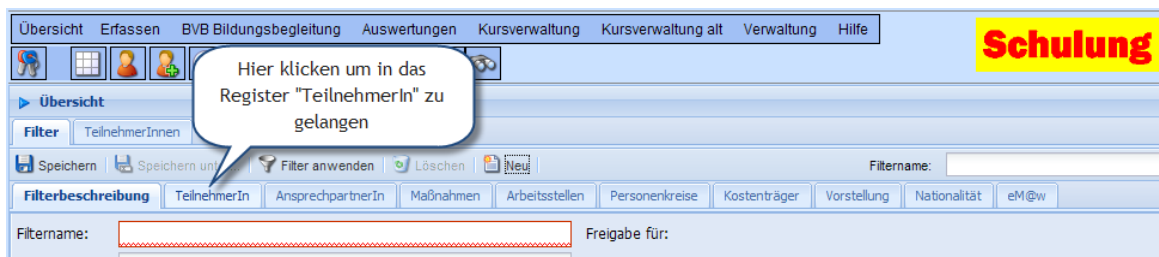 Übersicht Erfassen BVB Bildungsbegleitung Auswertungen Kursverwaltung Kursverwaltung alt Verwaltung Hilfe
Schulung
Hier klicken um in das
Register "TeilnehmerIn" zu
gelangen
Übersicht
Filter TeilnehmerInnen
Speichern Speichern Filter anwenden Löschen Neu Filtername:
Filterbeschreibung TeilnehmerIn AnsprechpartnerIn Maßnahmen Arbeitsstellen Personenkreise Kostenträger Vorstellung Nationalität eM@w
Filtername: Freigabe für: